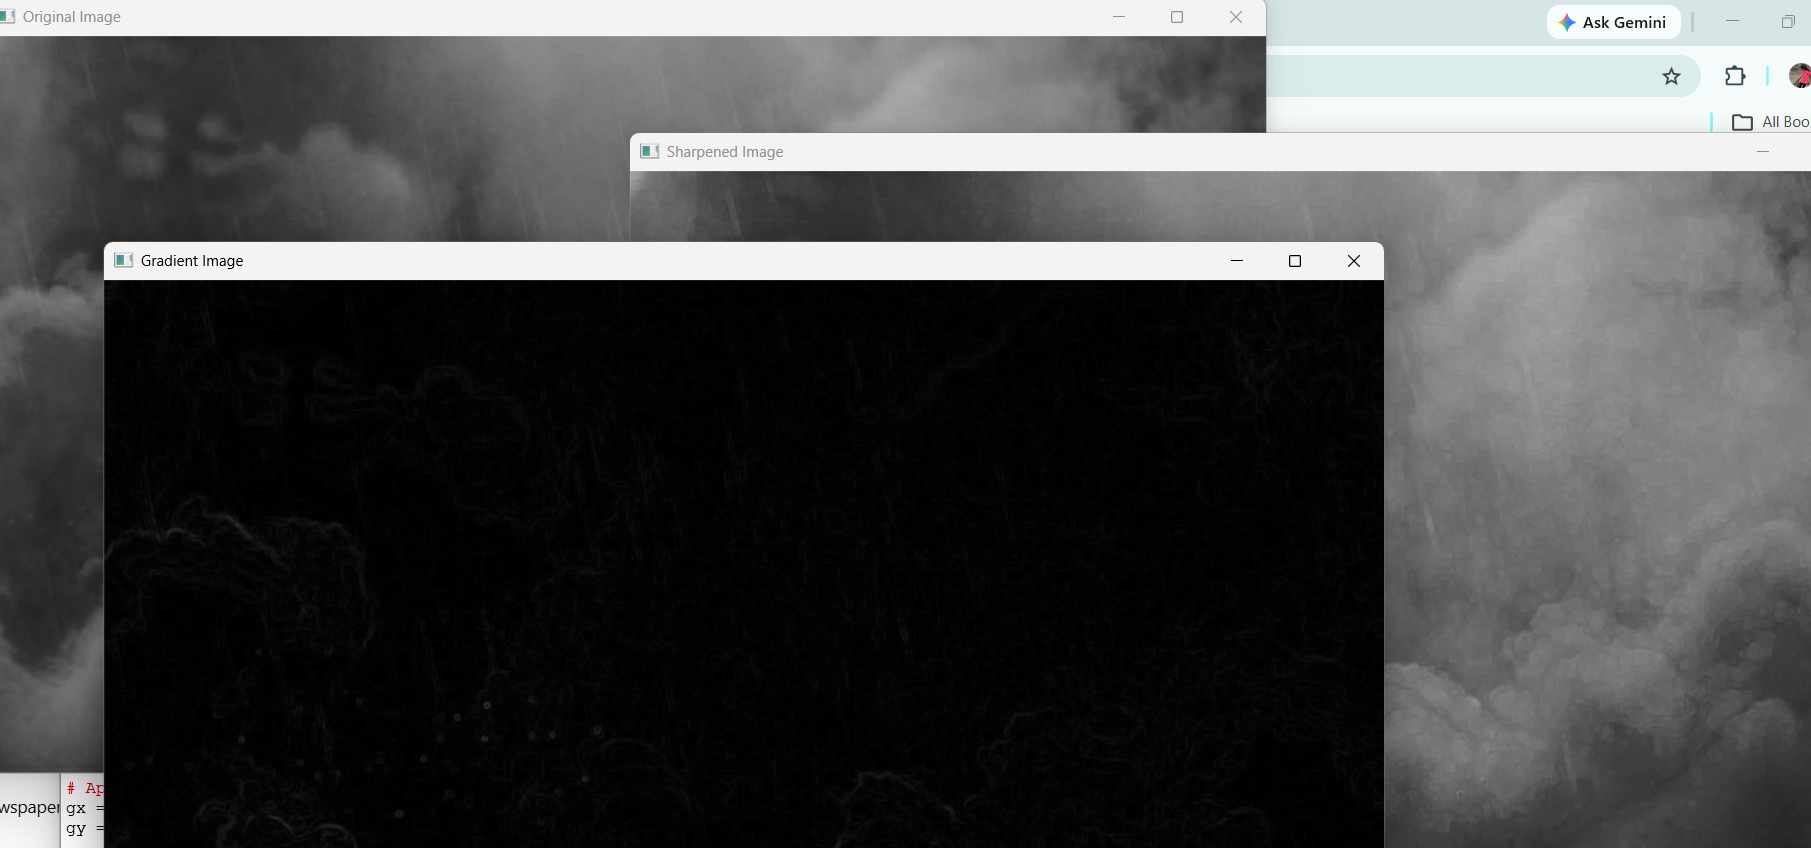 Original Image
Ask Gemini
All Boo
Sharpened Image
Gradient Image
# Ap
wspaper
gx =
gy =